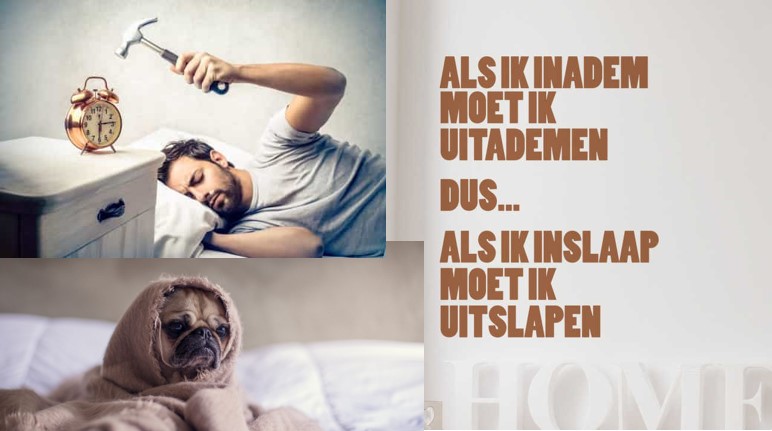 ALS IK INADEM
MOET IK
UITADEMEN
DUS...
ALS IK INSLAAP
MOET IK
UITSLAPEN
HOME